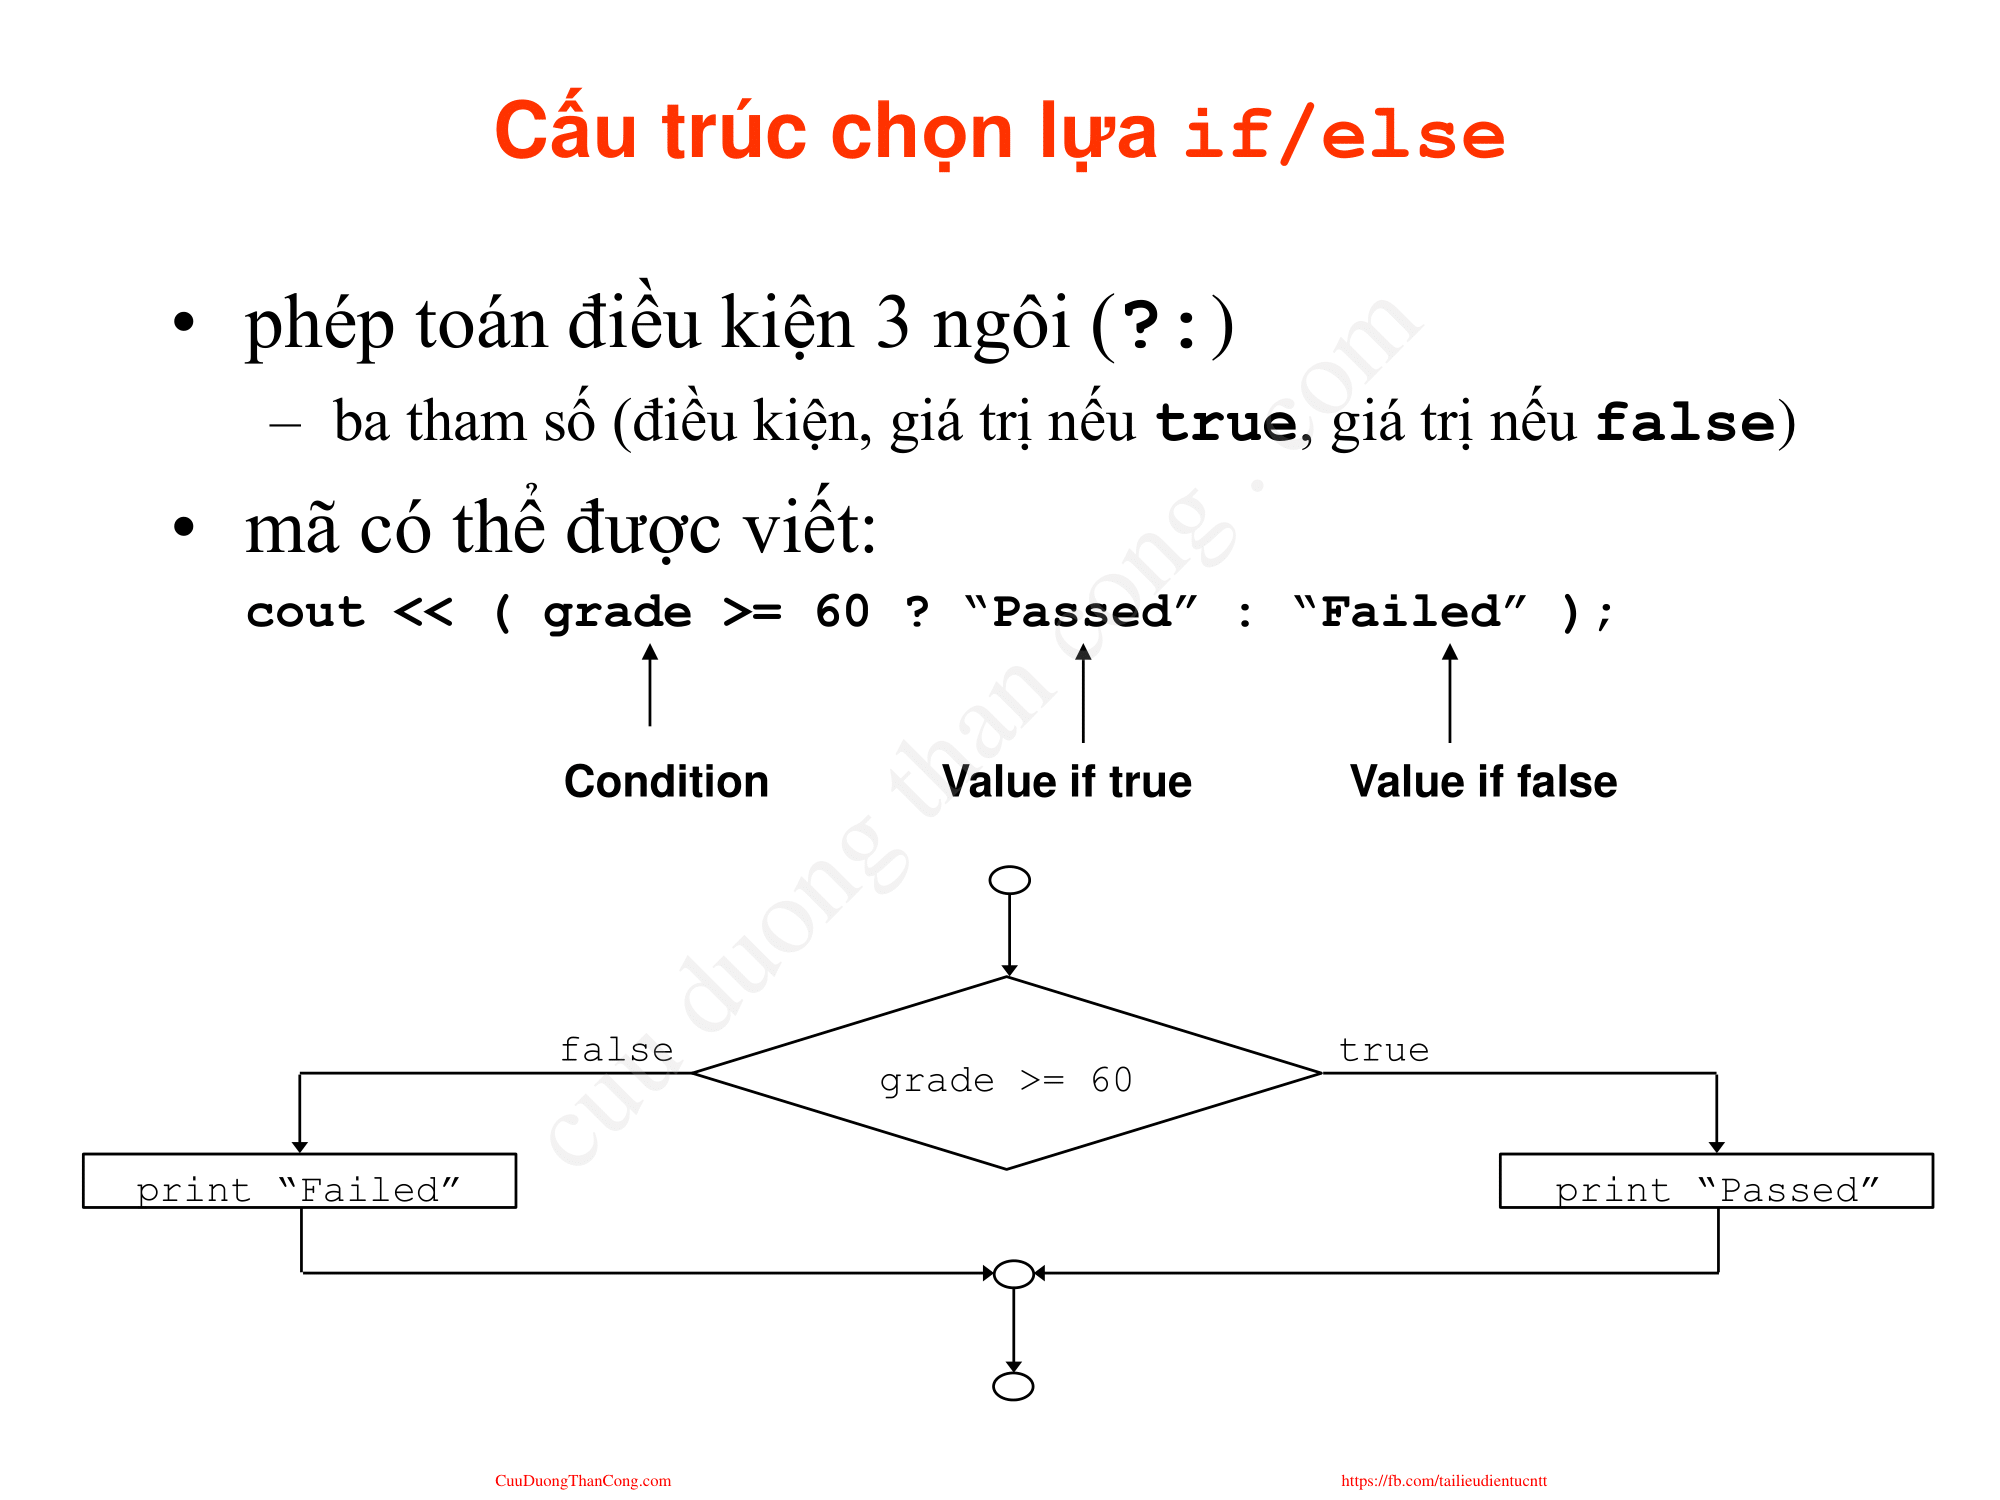 Cấu trúc chọn lựa if/else
• phép toán điều kiện 3 ngôi (?:)
– ba tham số (điều kiện, giá trị nếu true, giá trị nếu false)
• mã có thể được viết:
cout << ( grade >= 60 ? “Passed” : “Failed” );
Condition Value if true Value if false
false true
grade >= 60
print “Failed” print “Passed”
cuu duong than cong . com
CuuDuongThanCong.com https://fb.com/tailieudientucntt